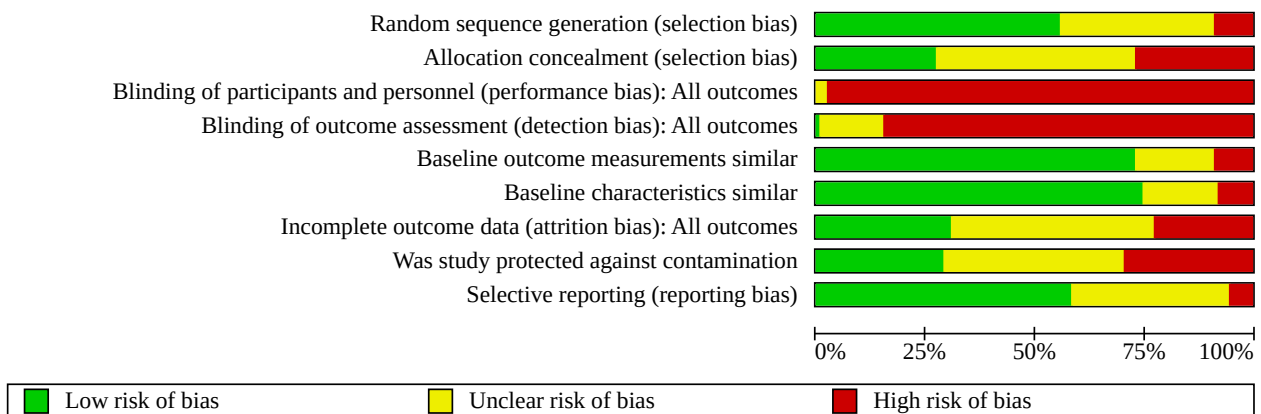 Random sequence generation (selection bias)
Allocation concealment (selection bias)
Blinding of participants and personnel (performance bias): All outcomes
Blinding of outcome assessment (detection bias): All outcomes
Baseline outcome measurements similar
Baseline characteristics similar
Incomplete outcome data (attrition bias): All outcomes
Was study protected against contamination
Selective reporting (reporting bias)
0% 25% 50% 75% 100%
Low risk of bias Unclear risk of bias High risk of bias